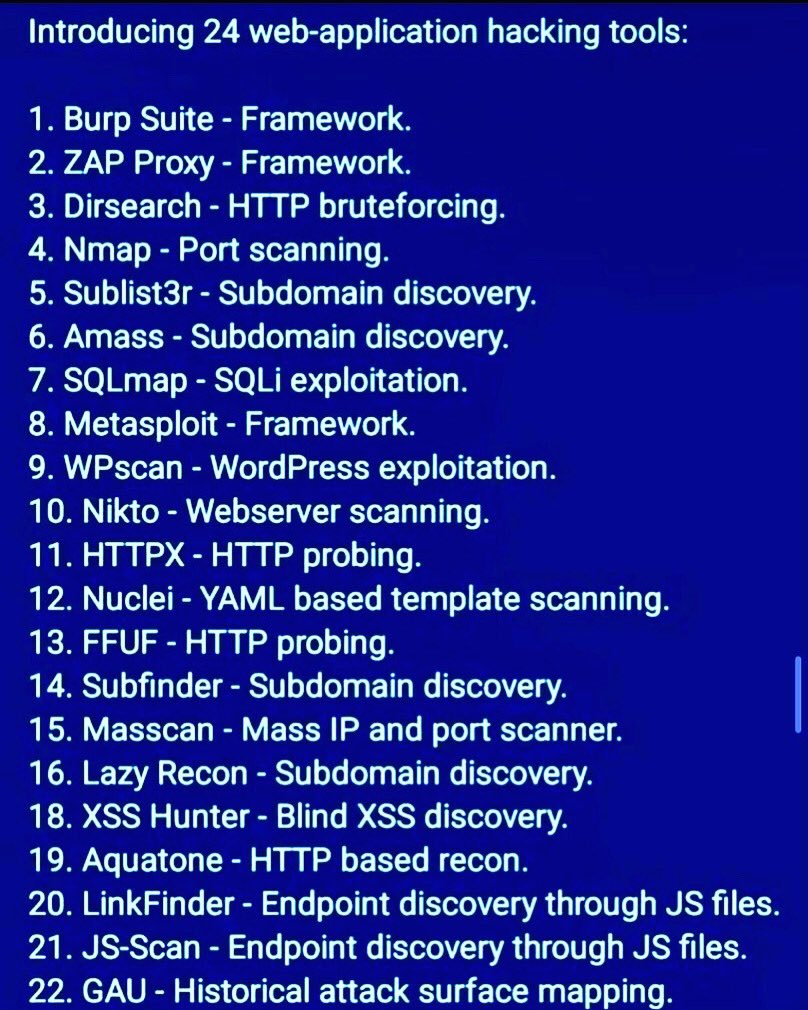 Introducing 24 web-application hacking tools:
1. Burp Suite - Framework.
2. ZAP Proxy - Framework.
3. Dirsearch - HTTP bruteforcing.
4. Nmap - Port scanning.
5. Sublist3r - Subdomain discovery.
6. Amass - Subdomain discovery.
7. SQLmap - SQLi exploitation.
8. Metasploit - Framework.
9. WPscan - WordPress exploitation.
10. Nikto - Webserver scanning.
11. HTTPX - HTTP probing.
12. Nuclei - YAML based template scanning.
13. FFUF - HTTP probing.
14. Subfinder - Subdomain discovery.
15. Masscan - Mass IP and port scanner.
16. Lazy Recon - Subdomain discovery.
18. XSS Hunter - Blind XSS discovery.
19. Aquatone - HTTP based recon.
20. LinkFinder - Endpoint discovery through JS files.
21. JS-Scan - Endpoint discovery through JS files.
22. GAU - Historical attack surface mapping.